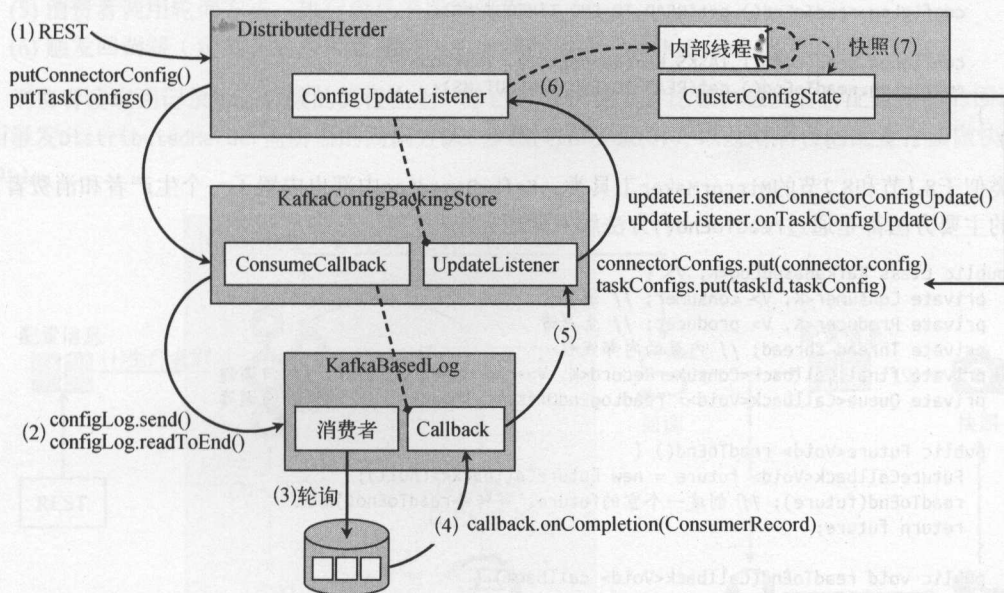 (1) REST
putConnectorConfig()
putTaskConfigs()
DistributedHerder
ConfigUpdateListener
(6)
内部线程
快照 (7)
ClusterConfigState
KafkaConfigBackingStore
ConsumeCallback
UpdateListener
updateListener.onConnectorConfigUpdate()
updateListener.onTaskConfigUpdate()
connectorConfigs.put(connector,config)
taskConfigs.put(taskId,taskConfig)
(5)
KafkaBasedLog
消费者
Callback
(2) configLog.send()
configLog.readToEnd()
(3)轮询
(4) callback.onCompletion(ConsumerRecord)